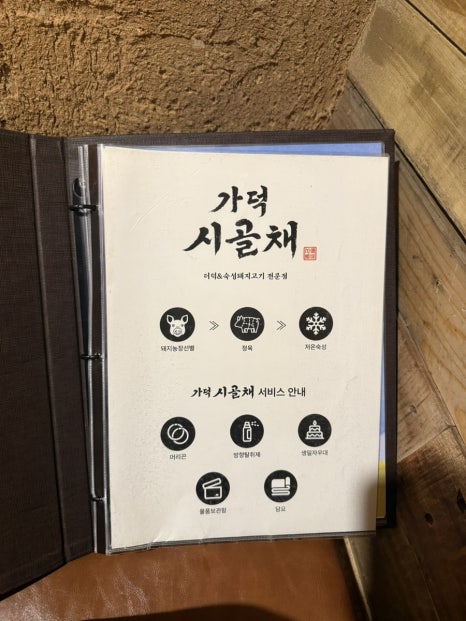 가덕
시골채
더덕&숙성돼지고기 전문점
돼지농장선별
정육
저온숙성
가덕 시골채 서비스 안내
머리끈
방향탈취제
생일자우대
물품보관함
담요